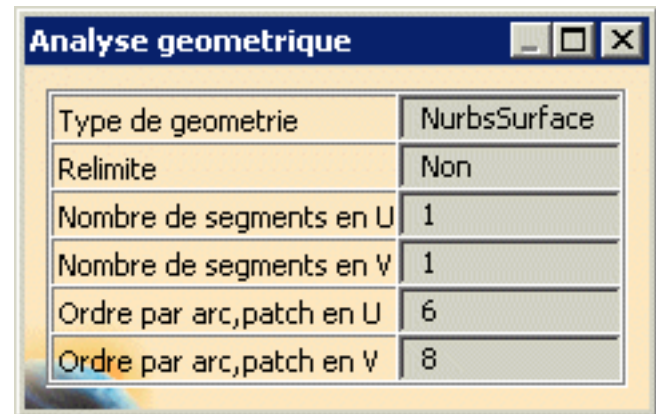 Analyse geometrique
Type de geometrie NurbsSurface
Relimite Non
Nombre de segments en U 1
Nombre de segments en V 1
Ordre par arc,patch en U 6
Ordre par arc,patch en V 8